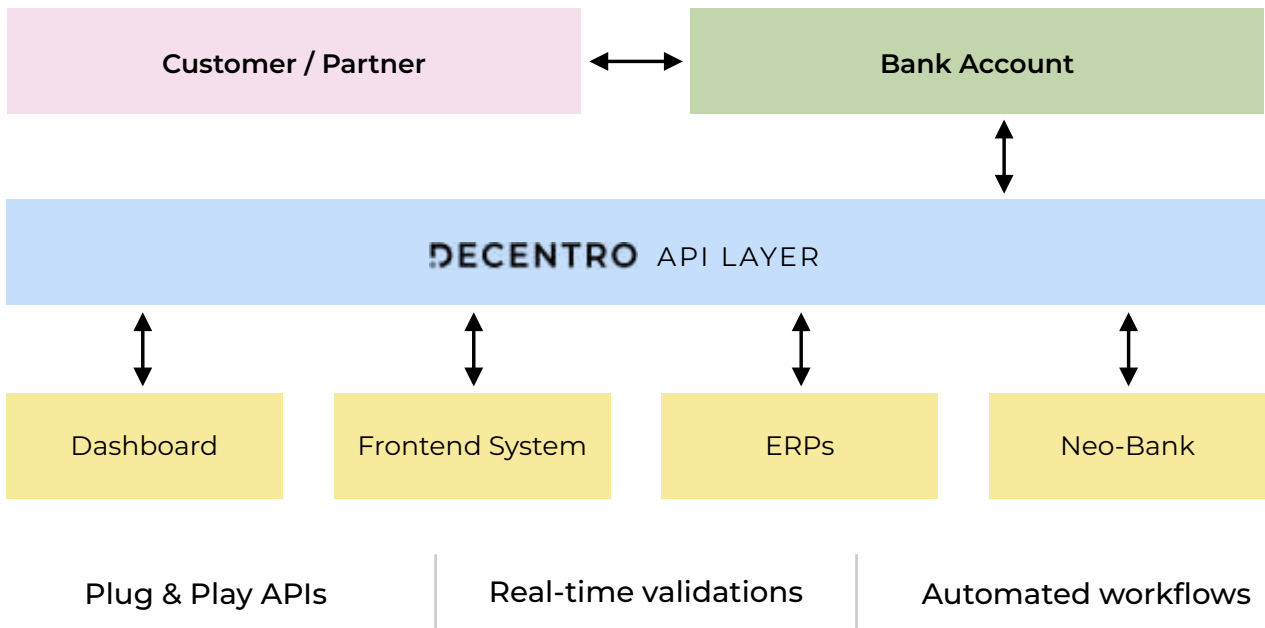 Customer / Partner
Bank Account
DECENTRO API LAYER
Dashboard
Frontend System
ERPs
Neo-Bank
Plug & Play APIs
Real-time validations
Automated workflows